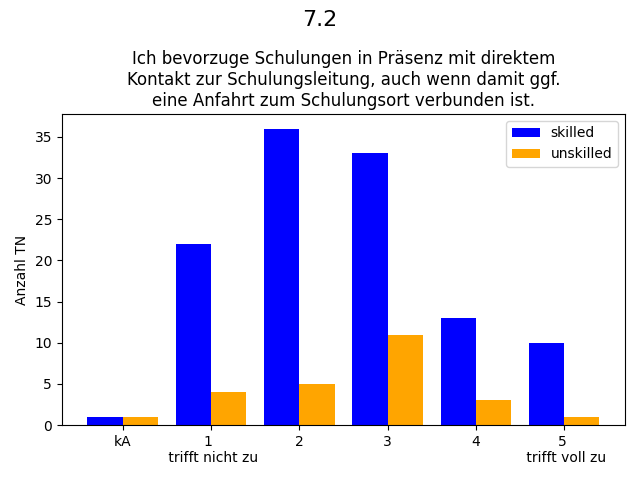 7.2
Ich bevorzuge Schulungen in Präsenz mit direktem
Kontakt zur Schulungsleitung, auch wenn damit ggf.
eine Anfahrt zum Schulungsort verbunden ist.
skilled
unskilled
Anzahl TN
35
30
25
20
15
10
5
0
kA 1 2 3 4 5
trifft nicht zu trifft voll zu